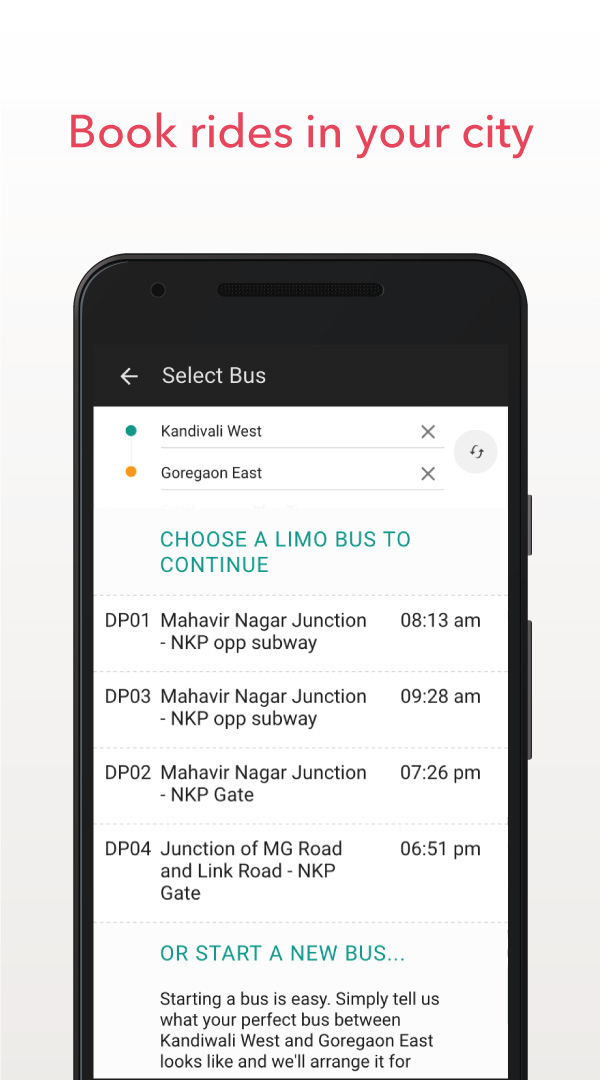 Book rides in your city
Select Bus
Kandivali West
Goregaon East
CHOOSE A LIMO BUS TO
CONTINUE
DP01 Mahavir Nagar Junction 08:13 am
- NKP opp subway
DP03 Mahavir Nagar Junction 09:28 am
- NKP opp subway
DP02 Mahavir Nagar Junction 07:26 pm
- NKP Gate
DP04 Junction of MG Road 06:51 pm
and Link Road - NKP
Gate
OR START A NEW BUS...
Starting a bus is easy. Simply tell us
what your perfect bus between
Kandiwali West and Goregaon East
looks like and we'll arrange it for